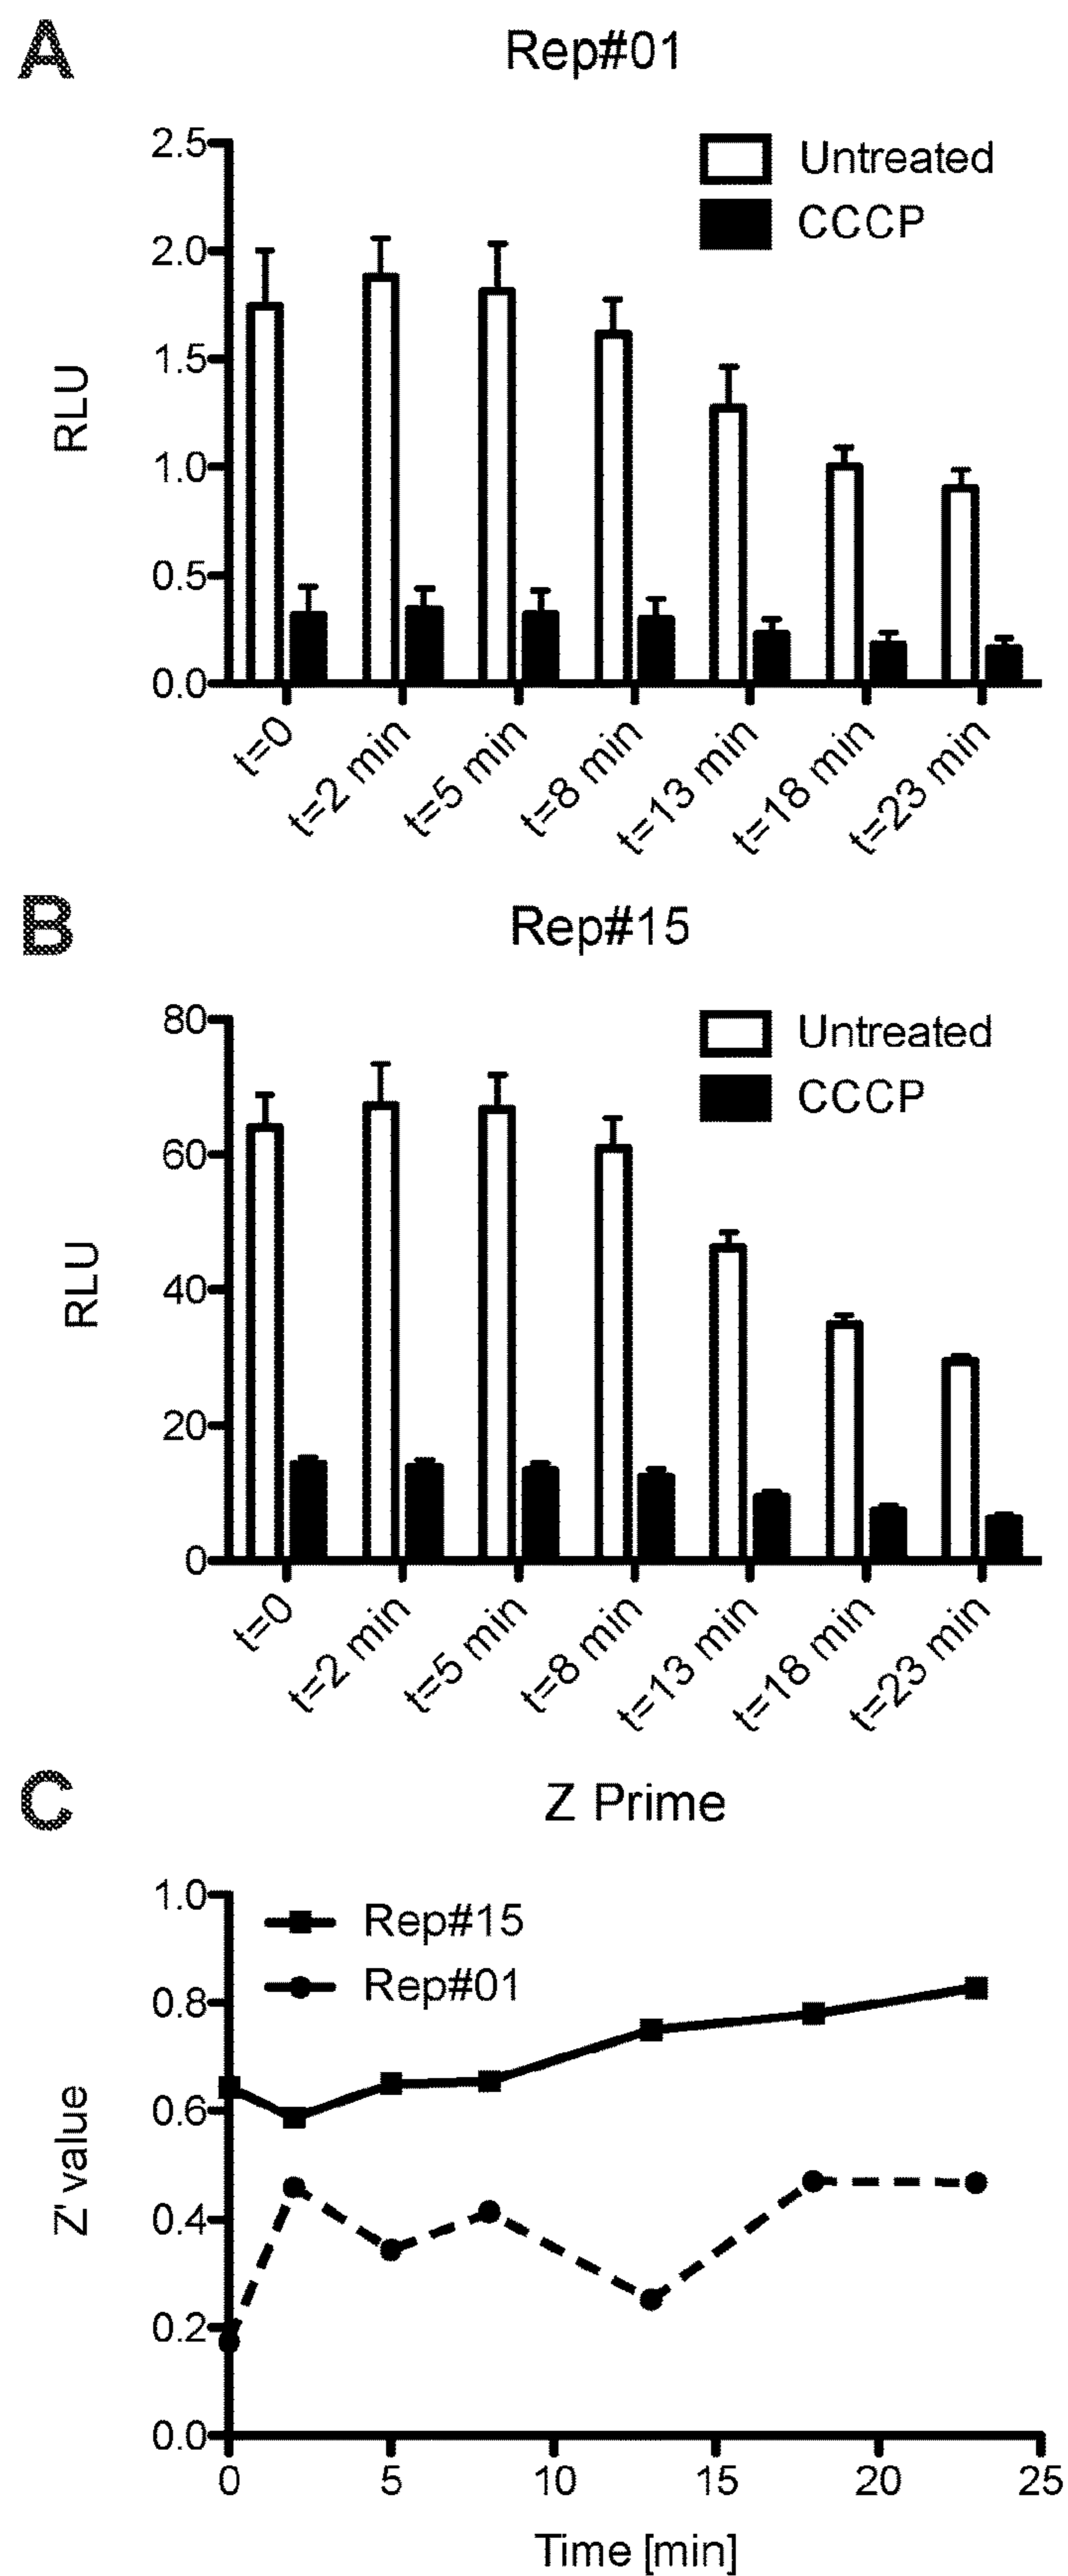 A
Rep#01
Untreated
CCCP
2.5
2.0
1.5
1.0
0.5
0.0
RLU
t=0
t=2 min
t=5 min
t=8 min
t=13 min
t=18 min
t=23 min
B
Rep#15
Untreated
CCCP
80
60
40
20
0
RLU
t=0
t=2 min
t=5 min
t=8 min
t=13 min
t=18 min
t=23 min
C
Z Prime
Rep#15
Rep#01
1.0
0.8
0.6
0.4
0.2
0.0
Z' value
0 5 10 15 20 25
Time [min]